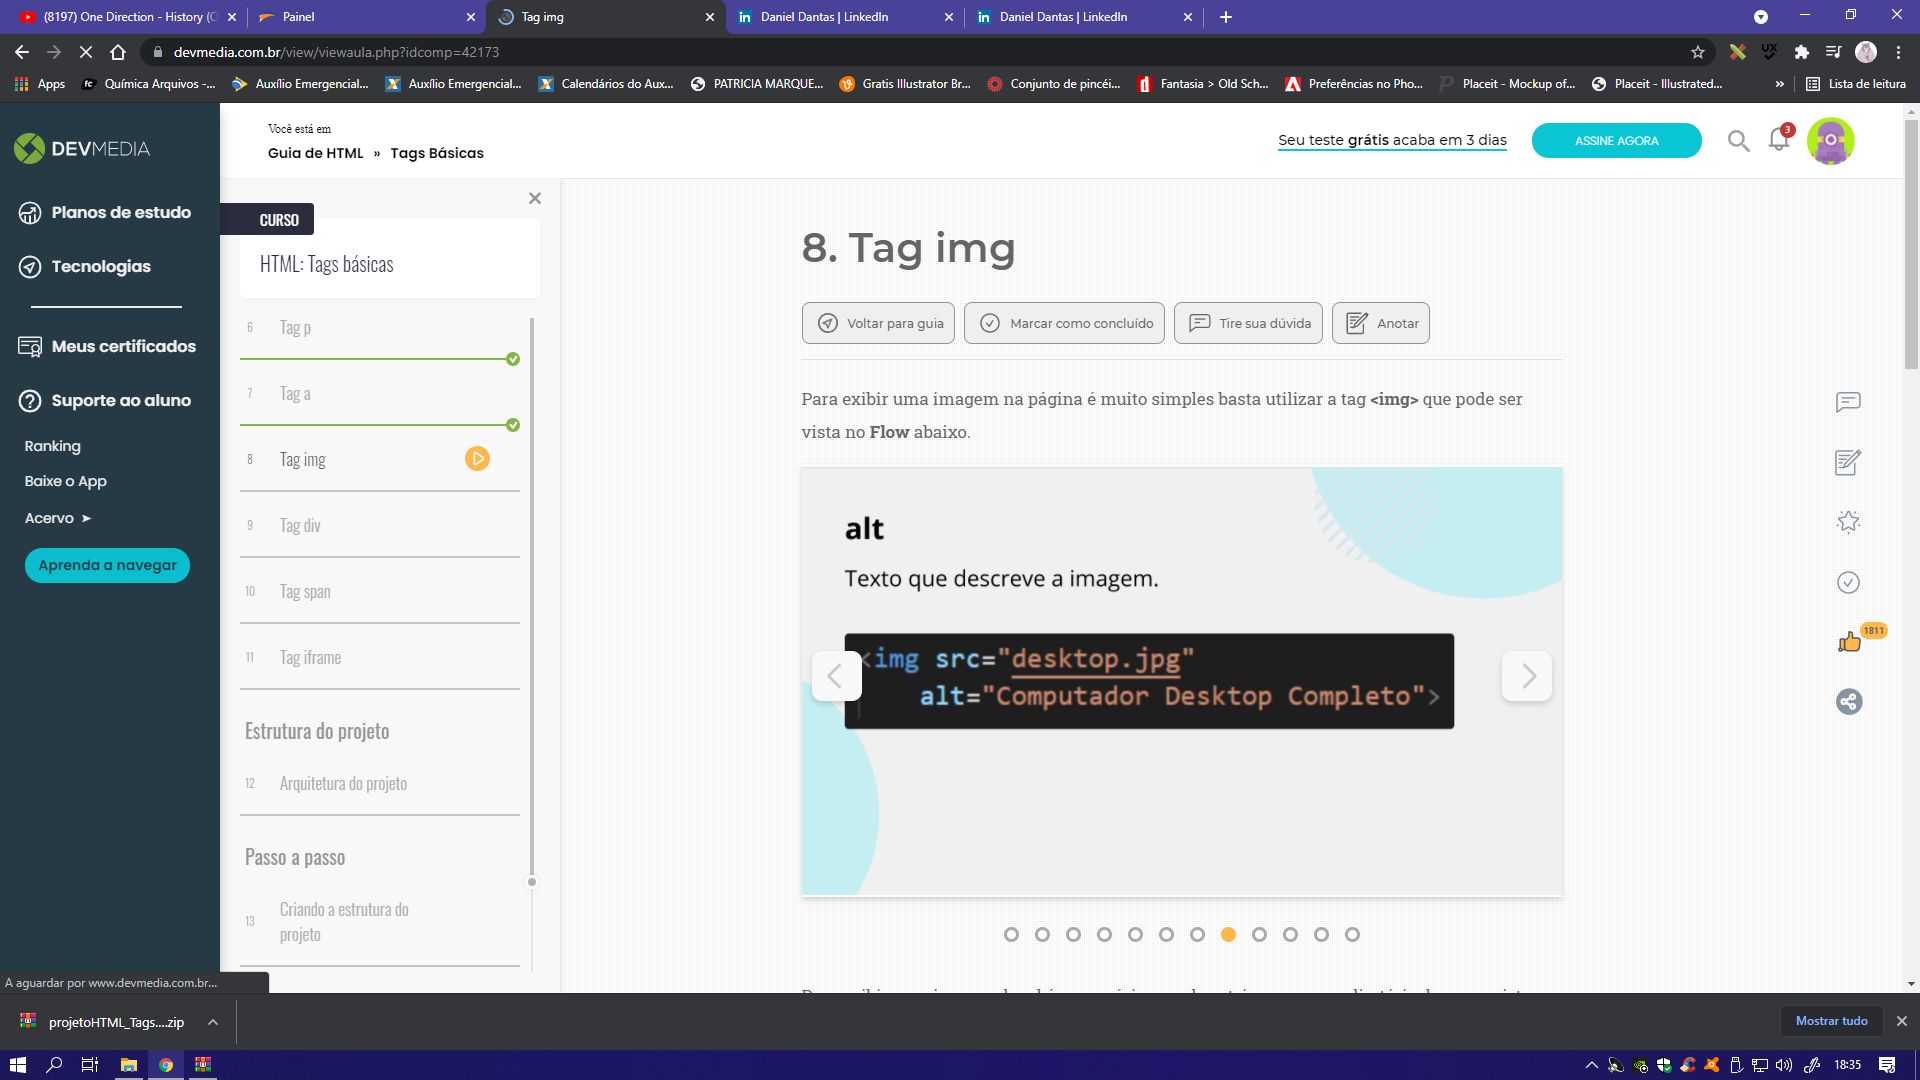 (8197) One Direction - History (O
Painel
Tag img
Daniel Dantas | LinkedIn
Daniel Dantas | LinkedIn
devmedia.com.br/view/viewaula.php?idcomp=42173
Apps
Química Arquivos -...
Auxílio Emergencial...
Auxílio Emergencial...
Calendários do Aux...
PATRICIA MARQUE...
Gratis Illustrator Br...
Conjunto de pincéi...
Fantasia > Old Sch...
Preferências no Pho...
Placeit - Mockup of...
Placeit - Illustrated...
»
Lista de leitura
DEVMEDIA
Planos de estudo
Tecnologias
Meus certificados
Suporte ao aluno
Ranking
Baixe o App
Acervo ➤
Aprenda a navegar
Você está em
Guia de HTML » Tags Básicas
Seu teste grátis acaba em 3 dias
ASSINE AGORA
3
CURSO
HTML: Tags básicas
6 Tag p
7 Tag a
8 Tag img
9 Tag div
10 Tag span
11 Tag iframe
Estrutura do projeto
12 Arquitetura do projeto
Passo a passo
13 Criando a estrutura do
projeto
8. Tag img
Voltar para guia
Marcar como concluído
Tire sua dúvida
Anotar
Para exibir uma imagem na página é muito simples basta utilizar a tag <img> que pode ser
vista no Flow abaixo.
alt
Texto que descreve a imagem.
<img src="desktop.jpg"
alt="Computador Desktop Completo">
1811
A aguardar por www.devmedia.com.br...
projetoHTML_Tags....zip
Mostrar tudo
18:35